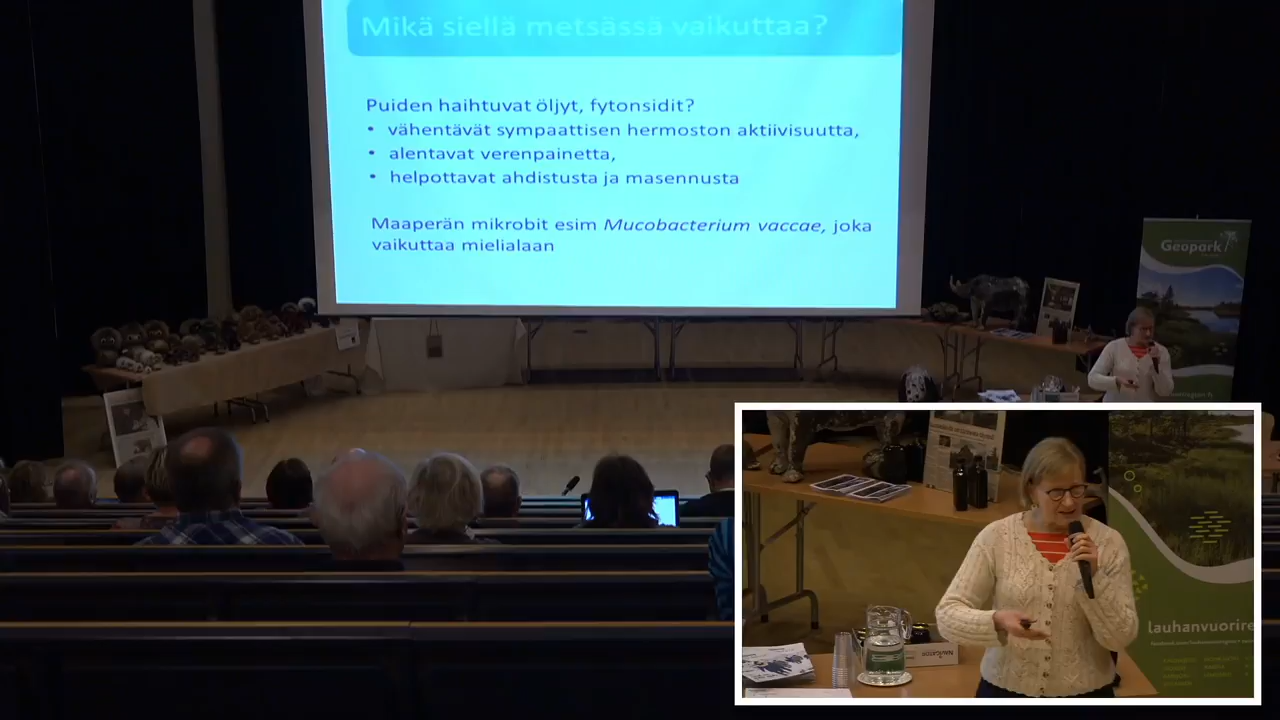 Mikä siellä metsässä vaikuttaa?
Puiden haihtuvat öljyt, fytonsidit?
• vähentävät sympaattisen hermoston aktiivisuutta,
• alentavat verenpainetta,
• helpottavat ahdistusta ja masennusta
Maaperän mikrobit esim Mucobacterium vaccae, joka
vaikuttaa mielialaan
Geopark
lauhanvuorire